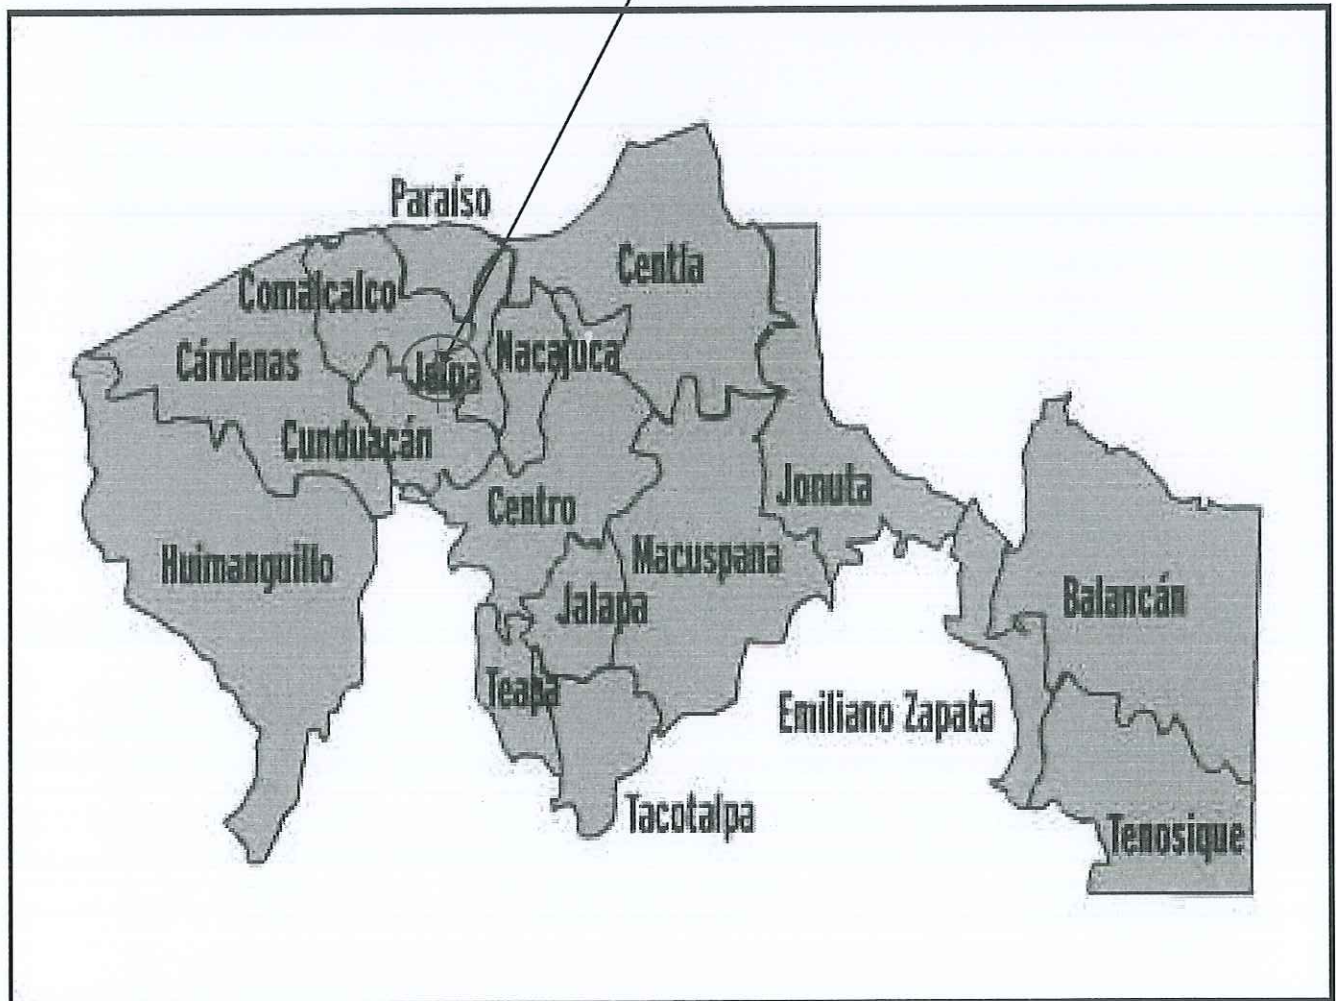 Paraíso
Centla
Comalcalco
Cárdenas
Jalpa
Nacajuca
Cunduacán
Jonuta
Centro
Huimanguillo
Macuspana
Jalapa
Balancán
Teapa
Emiliano Zapata
Tacotalpa
Tenosique